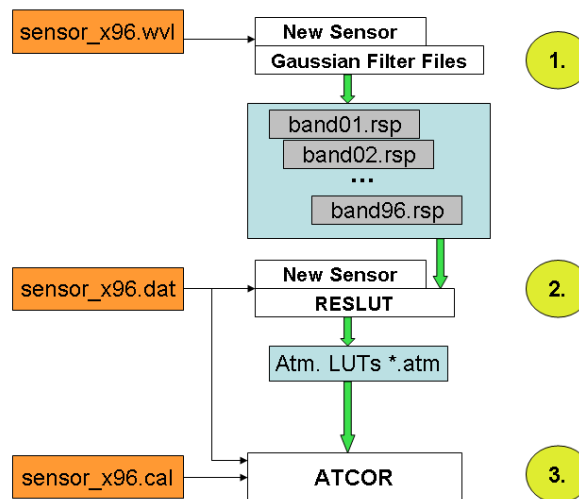 sensor_x96.wvl
New Sensor
Gaussian Filter Files
1.
band01.rsp
band02.rsp
...
band96.rsp
sensor_x96.dat
New Sensor
RESLUT
2.
Atm. LUTs *.atm
sensor_x96.cal
ATCOR
3.